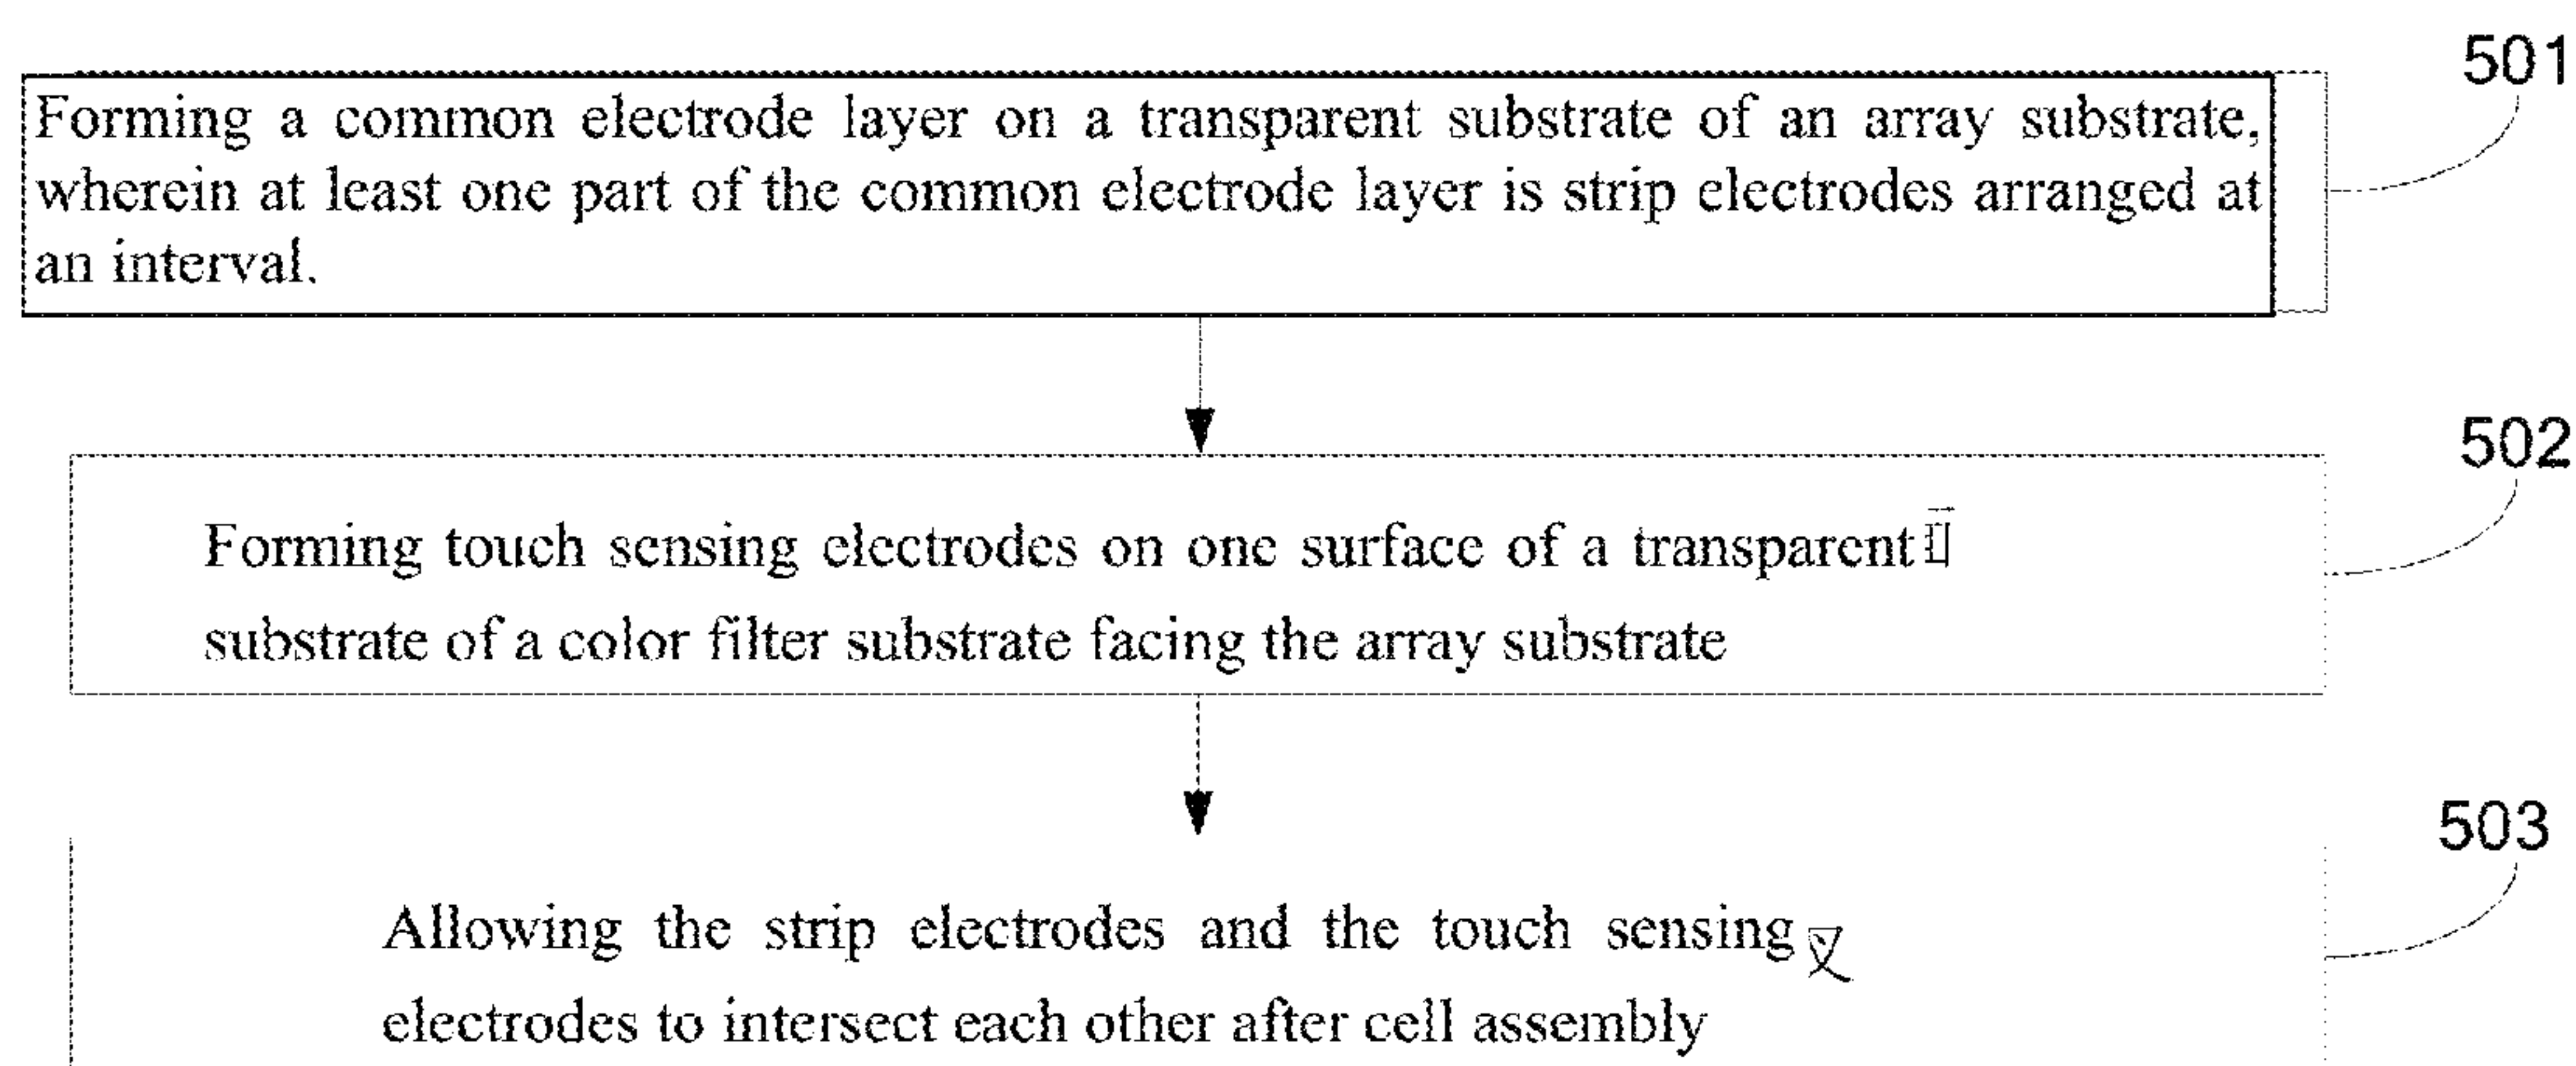 501
Forming a common electrode layer on a transparent substrate of an array substrate,
wherein at least one part of the common electrode layer is strip electrodes arranged at
an interval.
502
Forming touch sensing electrodes on one surface of a transparent
substrate of a color filter substrate facing the array substrate
503
Allowing the strip electrodes and the touch sensing
electrodes to intersect each other after cell assembly